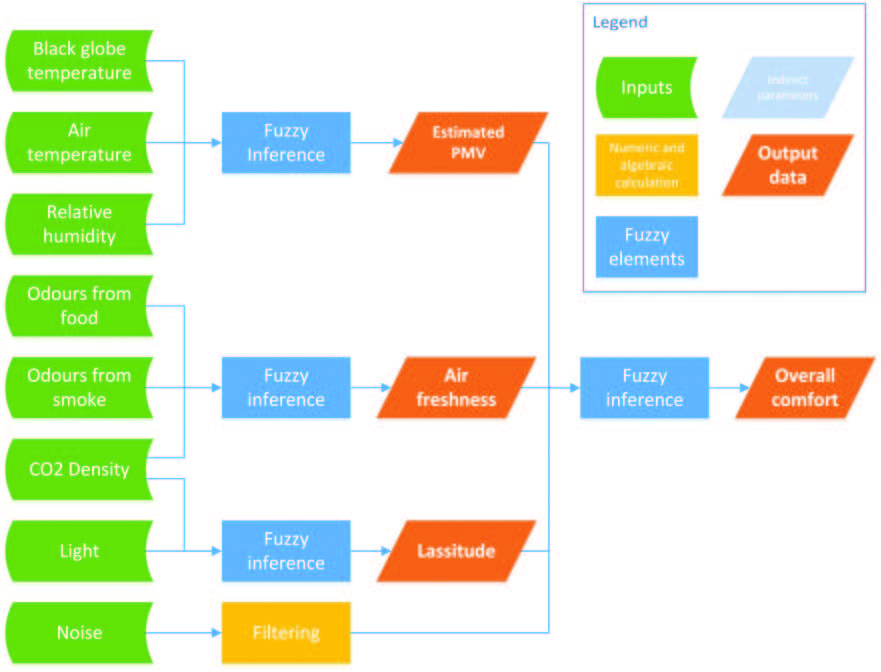 Black globe
temperature
Air
temperature
Relative
humidity
Odours from
food
Odours from
smoke
CO2 Density
Light
Noise
Fuzzy
Inference
Fuzzy
inference
Fuzzy
inference
Filtering
Estimated
PMV
Air
freshness
Lassitude
Fuzzy
inference
Overall
comfort
Legend
Inputs
Indirect
parameters
Numeric and
algebraic
calculation
Output
data
Fuzzy
elements